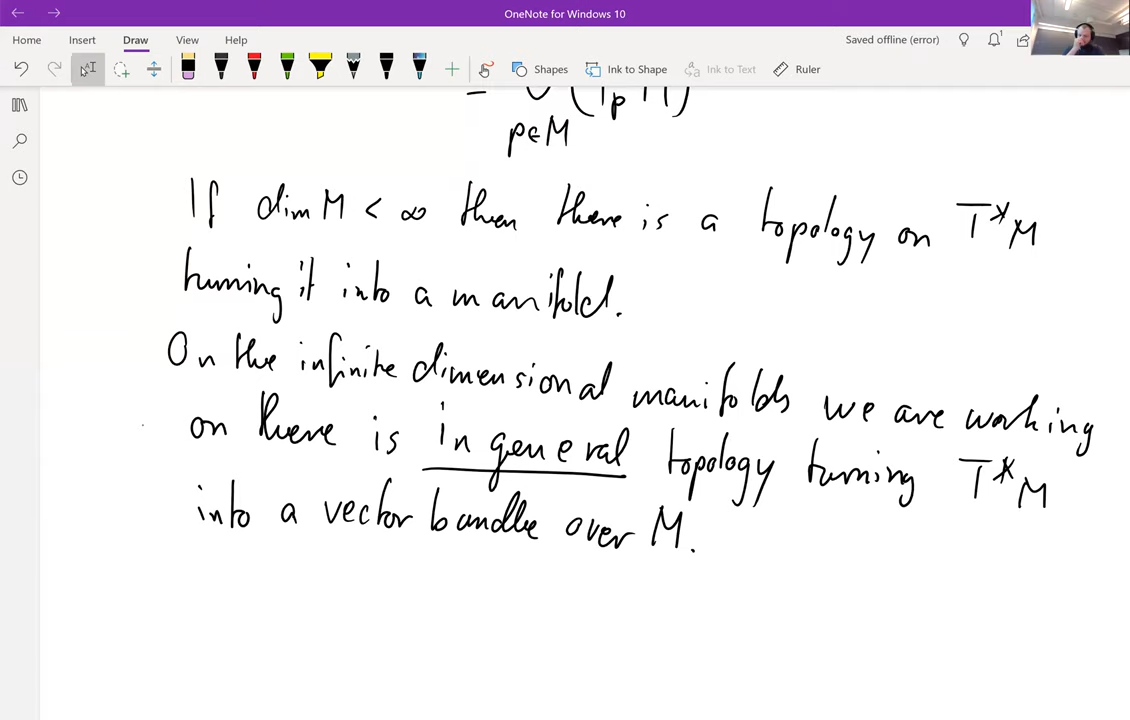 OneNote for Windows 10
Home Insert Draw View Help
Saved offline (error)
Shapes Ink to Shape Ink to Text Ruler
= ∪ (TpM)
p∈M
If dim M < ∞ then there is a topology on T*M
turning it into a manifold.
On the infinite dimensional manifolds we are working
on there is in general topology turning T*M
into a vector bundle over M.